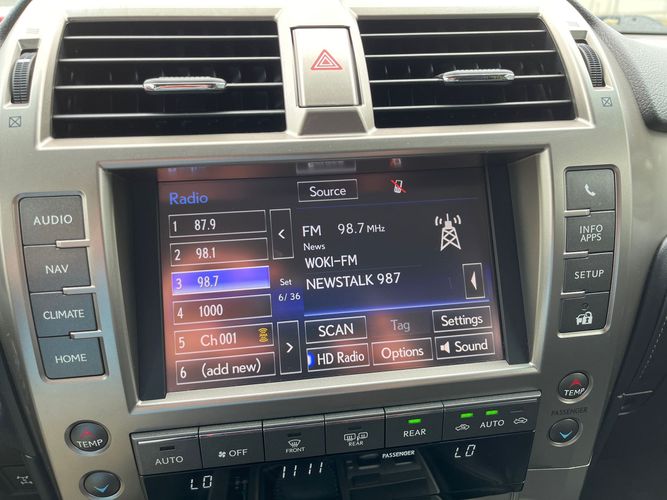 Radio
Source
1 87.9
2 98.1
3 98.7
4 1000
5 Ch 001
6 (add new)
<
Set
6/36
>
FM 98.7 MHz
News
WOKI-FM
NEWSTALK 987
SCAN
Tag
Settings
HD Radio
Options
Sound
AUDIO
NAV
CLIMATE
HOME
INFO
APPS
SETUP
TEMP
TEMP
PASSENGER
AUTO
OFF
FRONT
REAR
REAR
AUTO
LO
11 11
PASSENGER
LO